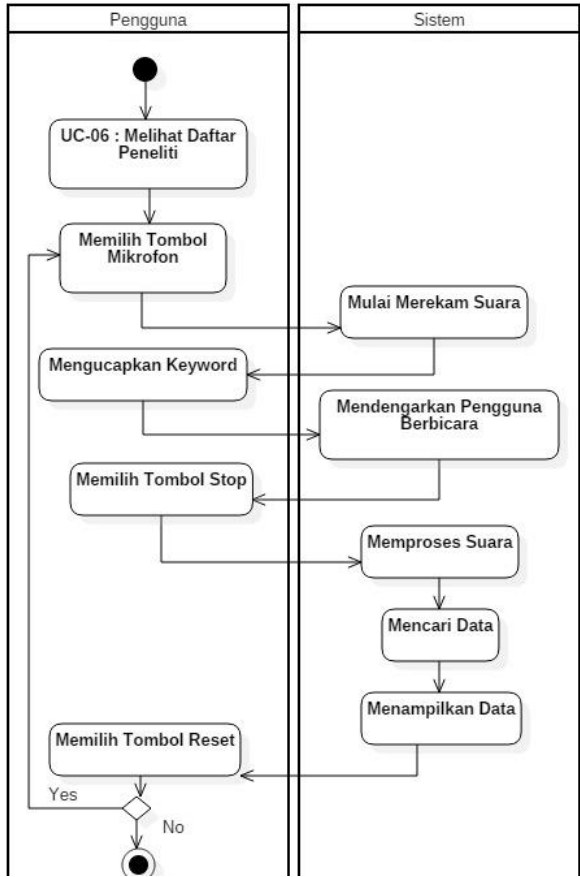 Pengguna
Sistem
UC-06 : Melihat Daftar
Peneliti
Memilih Tombol
Mikrofon
Mulai Merekam Suara
Mengucapkan Keyword
Mendengarkan Pengguna
Berbicara
Memilih Tombol Stop
Memproses Suara
Mencari Data
Menampilkan Data
Memilih Tombol Reset
Yes
No